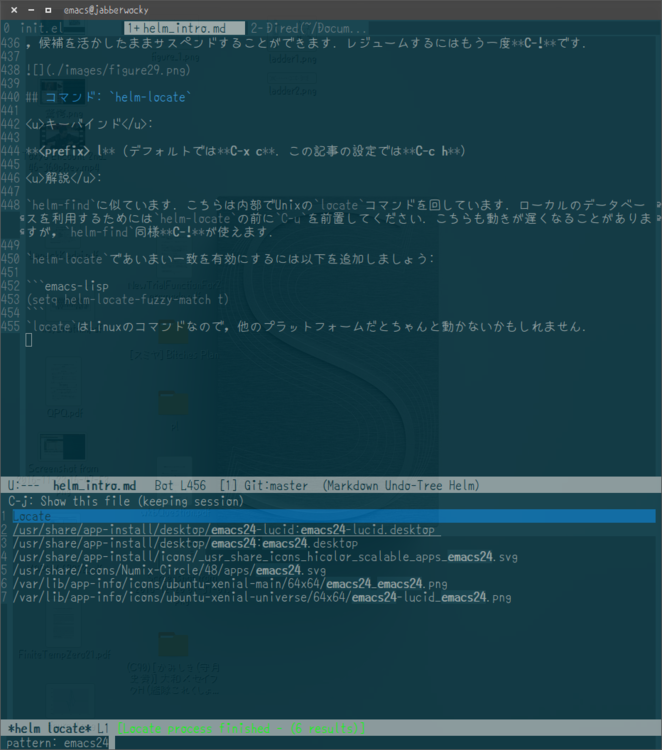 emacs@jabberwocky
0 init.el 1+ helm_intro.md 2- Dired(~/Docum...
436 , 候補を活かしたままサスペンドすることができます. レジュームするにはもう一度**C-!**です.
437
438 ![](./images/figure29.png)
439
440 ## コマンド: `helm-locate`
441
442 <u>キーバインド</u>:
443
444 **<prefix> l** (デフォルトでは**C-x c**. この記事の設定では**C-c h**)
445
446 <u>解説</u>:
447
448 `helm-find`に似ています. こちらは内部でUnixの`locate`コマンドを回しています. ローカルのデータベー
スを利用するためには`helm-locate`の前に`C-u`を前置してください. こちらも動きが遅くなることがありま
すが, `helm-find`同様**C-!**が使えます.
449
450 `helm-locate`であいまい一致を有効にするには以下を追加しましょう:
451
452 ```emacs-lisp
453 (setq helm-locate-fuzzy-match t)
454 ```
455 `locate`はLinuxのコマンドなので, 他のプラットフォームだとちゃんと動かないかもしれません.
U:--- helm_intro.md Bot L456 [1] Git:master (Markdown Undo-Tree Helm)
C-j: Show this file (keeping session)
1 Locate
2 /usr/share/app-install/desktop/emacs24-lucid:emacs24-lucid.desktop
3 /usr/share/app-install/desktop/emacs24:emacs24.desktop
4 /usr/share/app-install/icons/_usr_share_icons_hicolor_scalable_apps_emacs24.svg
5 /usr/share/icons/Numix-Circle/48/apps/emacs24.svg
6 /var/lib/app-info/icons/ubuntu-xenial-main/64x64/emacs24_emacs24.png
7 /var/lib/app-info/icons/ubuntu-xenial-universe/64x64/emacs24-lucid_emacs24.png
*helm locate* L1 [Locate process finished
pattern: emacs24